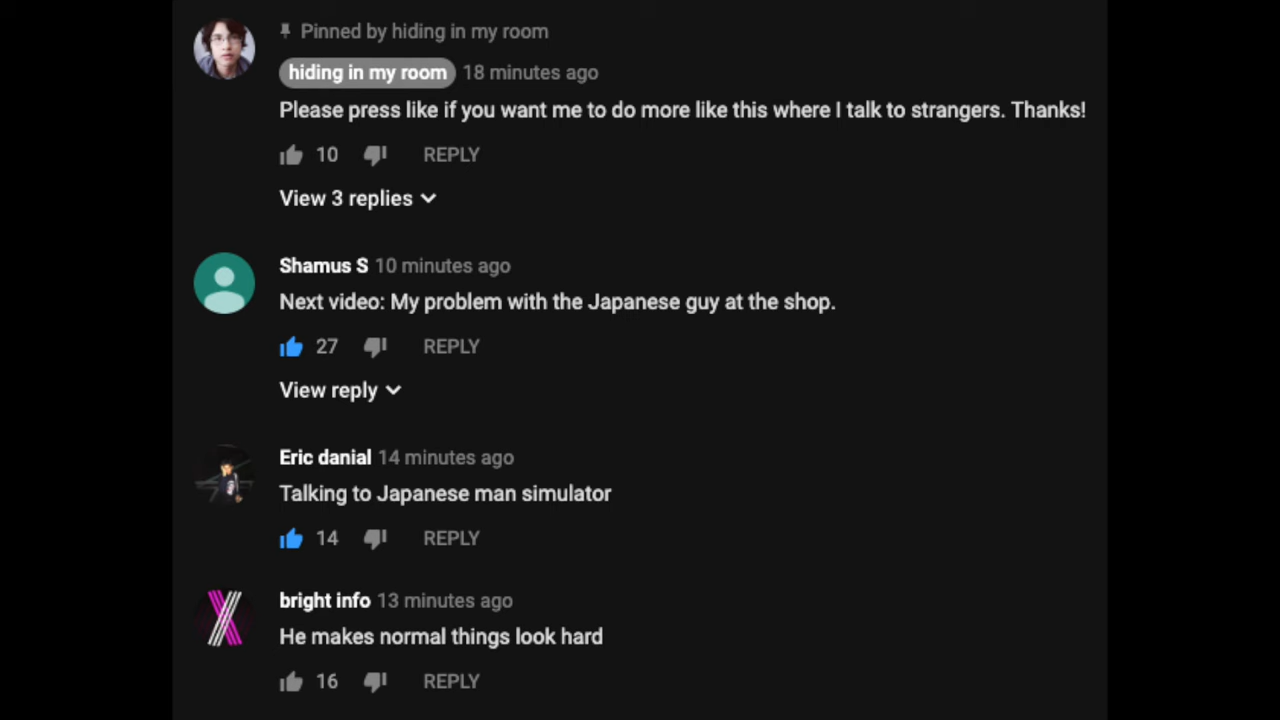 Pinned by hiding in my room
hiding in my room 18 minutes ago
Please press like if you want me to do more like this where I talk to strangers. Thanks!
10 REPLY
View 3 replies
Shamus S 10 minutes ago
Next video: My problem with the Japanese guy at the shop.
27 REPLY
View reply
Eric danial 14 minutes ago
Talking to Japanese man simulator
14 REPLY
bright info 13 minutes ago
He makes normal things look hard
16 REPLY